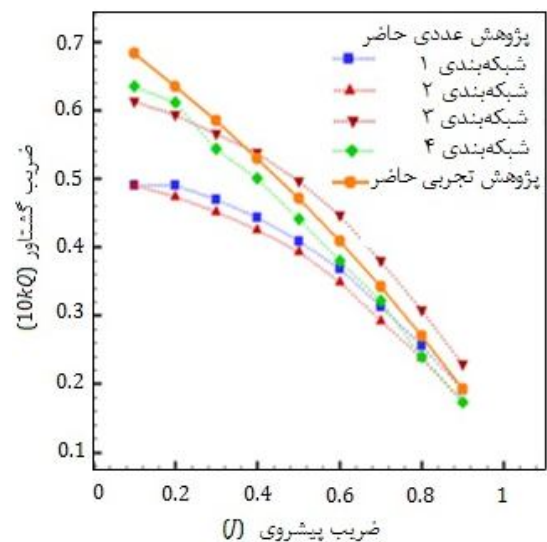 پژوهش عددی حاضر
شبکه‌بندی ۱
شبکه‌بندی ۲
شبکه‌بندی ۳
شبکه‌بندی ۴
پژوهش تجربی حاضر
ضریب گشتاور (10kQ)
0.7
0.6
0.5
0.4
0.3
0.2
0.1
0 0.2 0.4 0.6 0.8 1
ضریب پیشروی (J)